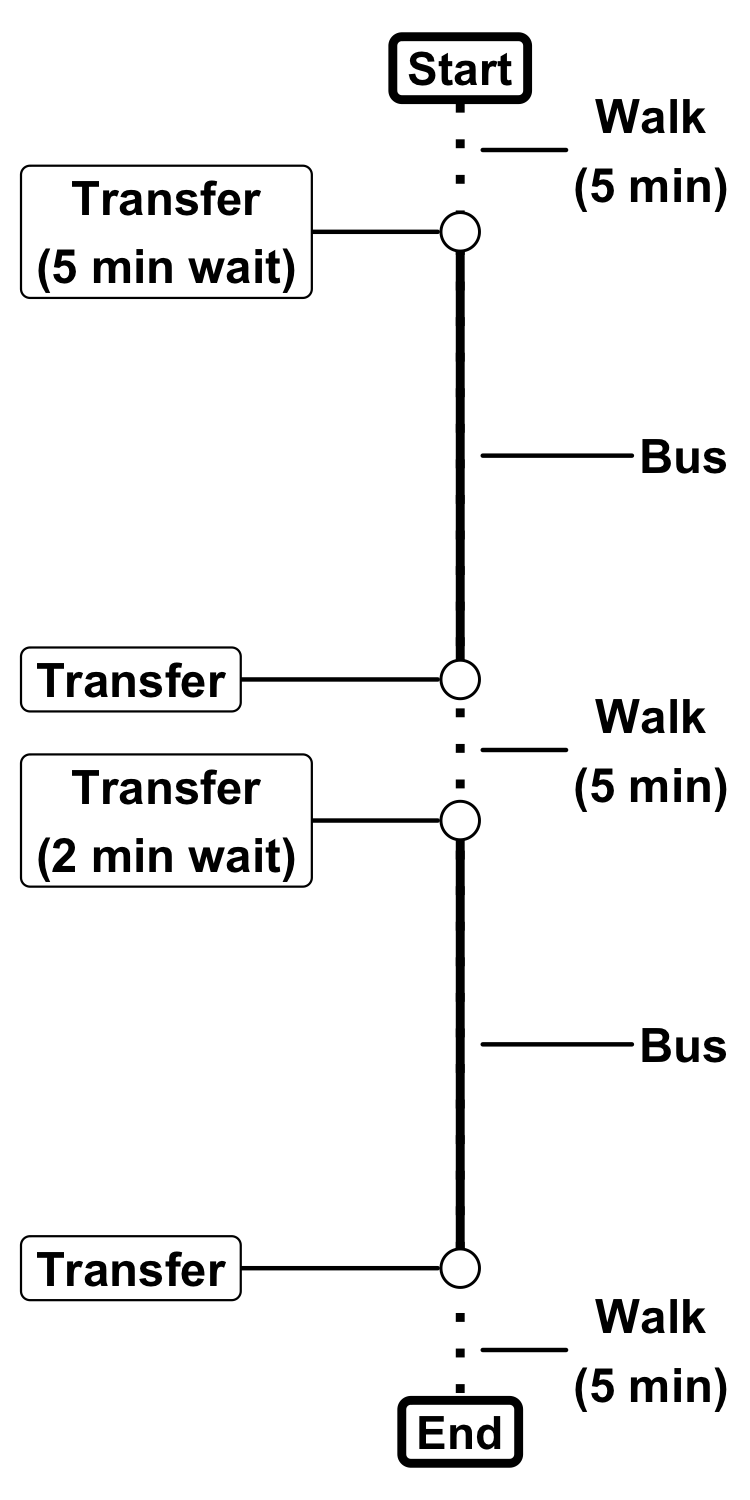 Start
Walk
(5 min)
Transfer
(5 min wait)
Bus
Transfer
Walk
(5 min)
Transfer
(2 min wait)
Bus
Transfer
Walk
(5 min)
End